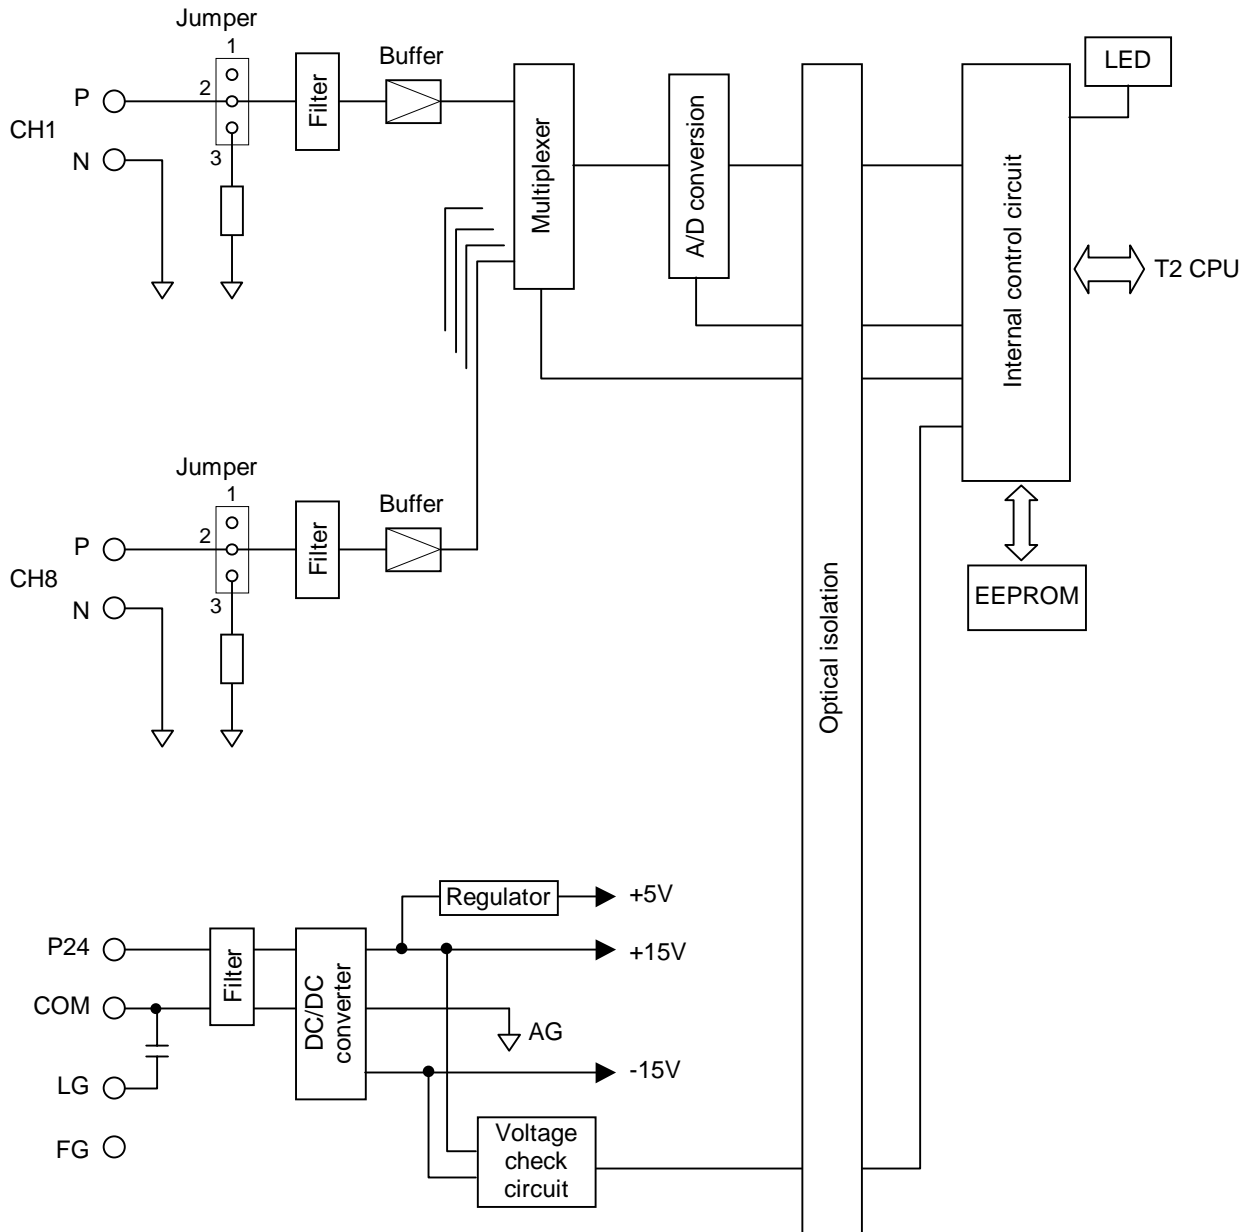 Jumper
1
2
3
P
CH1
N
Filter
Buffer
Multiplexer
A/D conversion
Optical isolation
Internal control circuit
LED
T2 CPU
EEPROM
Jumper
1
2
3
P
CH8
N
Filter
Buffer
P24
COM
LG
FG
Filter
DC/DC
converter
Regulator
+5V
+15V
AG
-15V
Voltage
check
circuit